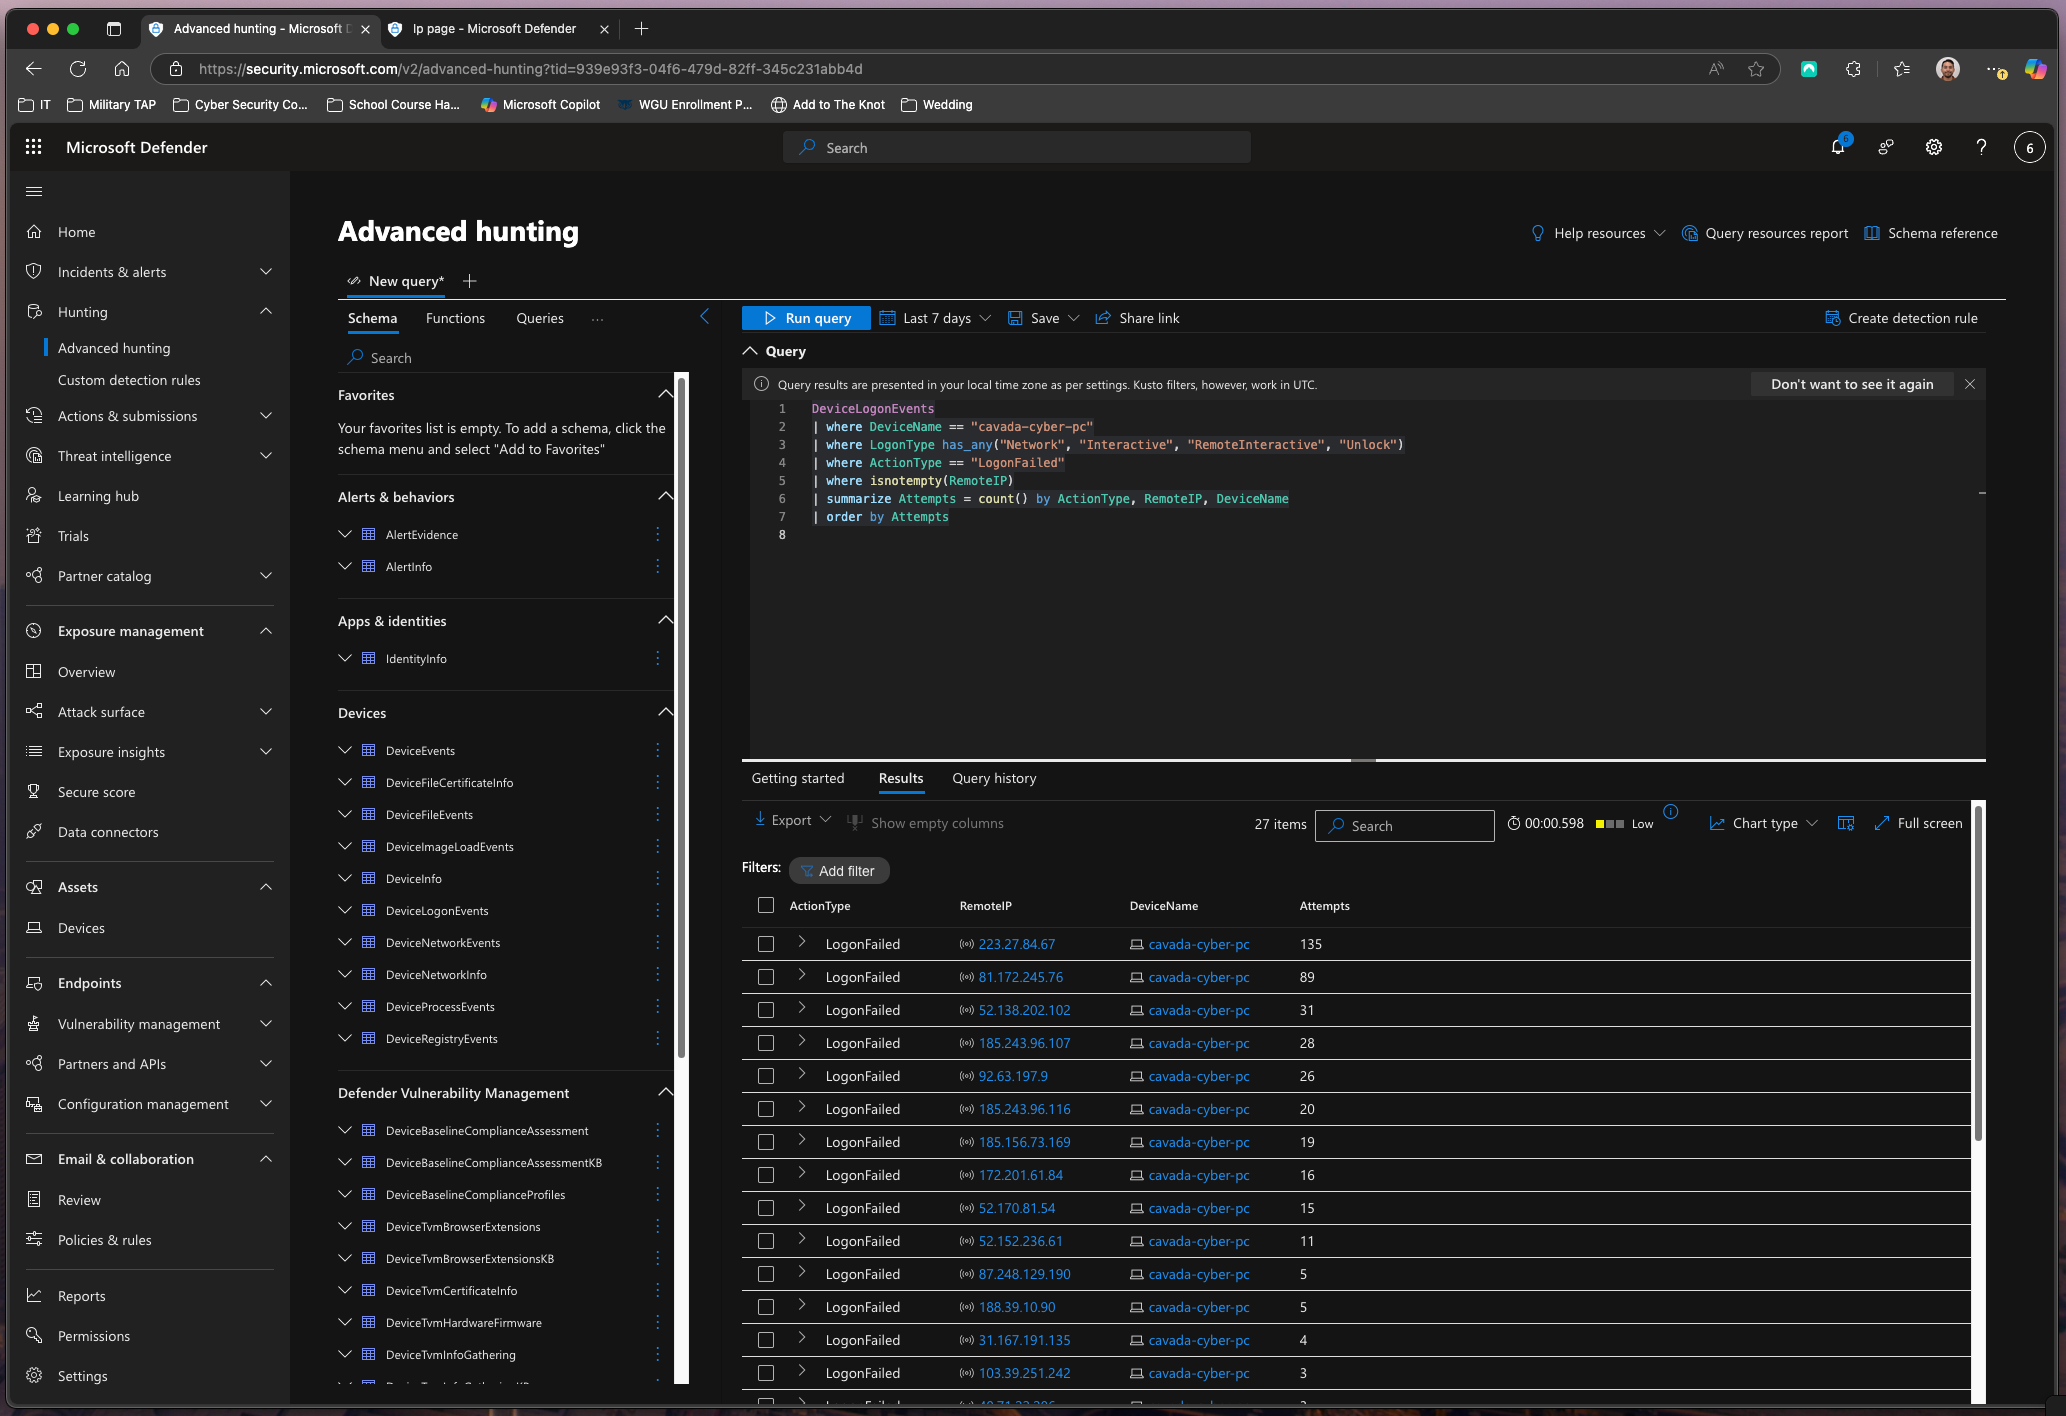 Advanced hunting - Microsoft D
Ip page - Microsoft Defender
https://security.microsoft.com/v2/advanced-hunting?tid=939e93f3-04f6-479d-82ff-345c231abb4d
IT
Military TAP
Cyber Security Co...
School Course Ha...
Microsoft Copilot
WGU Enrollment P...
Add to The Knot
Wedding
Microsoft Defender
Search
6
Home
Incidents & alerts
Hunting
Advanced hunting
Custom detection rules
Actions & submissions
Threat intelligence
Learning hub
Trials
Partner catalog
Exposure management
Overview
Attack surface
Exposure insights
Secure score
Data connectors
Assets
Devices
Endpoints
Vulnerability management
Partners and APIs
Configuration management
Email & collaboration
Review
Policies & rules
Reports
Permissions
Settings
Advanced hunting
Help resources
Query resources report
Schema reference
New query*
Schema Functions Queries ...
Search
Favorites
Your favorites list is empty. To add a schema, click the
schema menu and select "Add to Favorites"
Alerts & behaviors
AlertEvidence
AlertInfo
Apps & identities
IdentityInfo
Devices
DeviceEvents
DeviceFileCertificateInfo
DeviceFileEvents
DeviceImageLoadEvents
DeviceInfo
DeviceLogonEvents
DeviceNetworkEvents
DeviceNetworkInfo
DeviceProcessEvents
DeviceRegistryEvents
Defender Vulnerability Management
DeviceBaselineComplianceAssessment
DeviceBaselineComplianceAssessmentKB
DeviceBaselineComplianceProfiles
DeviceTvmBrowserExtensions
DeviceTvmBrowserExtensionsKB
DeviceTvmCertificateInfo
DeviceTvmHardwareFirmware
DeviceTvmInfoGathering
Run query
Last 7 days
Save
Share link
Create detection rule
Query
Query results are presented in your local time zone as per settings. Kusto filters, however, work in UTC.
Don't want to see it again
1 DeviceLogonEvents
2 | where DeviceName == "cavada-cyber-pc"
3 | where LogonType has_any("Network", "Interactive", "RemoteInteractive", "Unlock")
4 | where ActionType == "LogonFailed"
5 | where isnotempty(RemoteIP)
6 | summarize Attempts = count() by ActionType, RemoteIP, DeviceName
7 | order by Attempts
8
Getting started Results Query history
Export
Show empty columns
27 items
Search
00:00.598
Low
Chart type
Full screen
Filters: Add filter
ActionType RemoteIP DeviceName Attempts
LogonFailed 223.27.84.67 cavada-cyber-pc 135
LogonFailed 81.172.245.76 cavada-cyber-pc 89
LogonFailed 52.138.202.102 cavada-cyber-pc 31
LogonFailed 185.243.96.107 cavada-cyber-pc 28
LogonFailed 92.63.197.9 cavada-cyber-pc 26
LogonFailed 185.243.96.116 cavada-cyber-pc 20
LogonFailed 185.156.73.169 cavada-cyber-pc 19
LogonFailed 172.201.61.84 cavada-cyber-pc 16
LogonFailed 52.170.81.54 cavada-cyber-pc 15
LogonFailed 52.152.236.61 cavada-cyber-pc 11
LogonFailed 87.248.129.190 cavada-cyber-pc 5
LogonFailed 188.39.10.90 cavada-cyber-pc 5
LogonFailed 31.167.191.135 cavada-cyber-pc 4
LogonFailed 103.39.251.242 cavada-cyber-pc 3